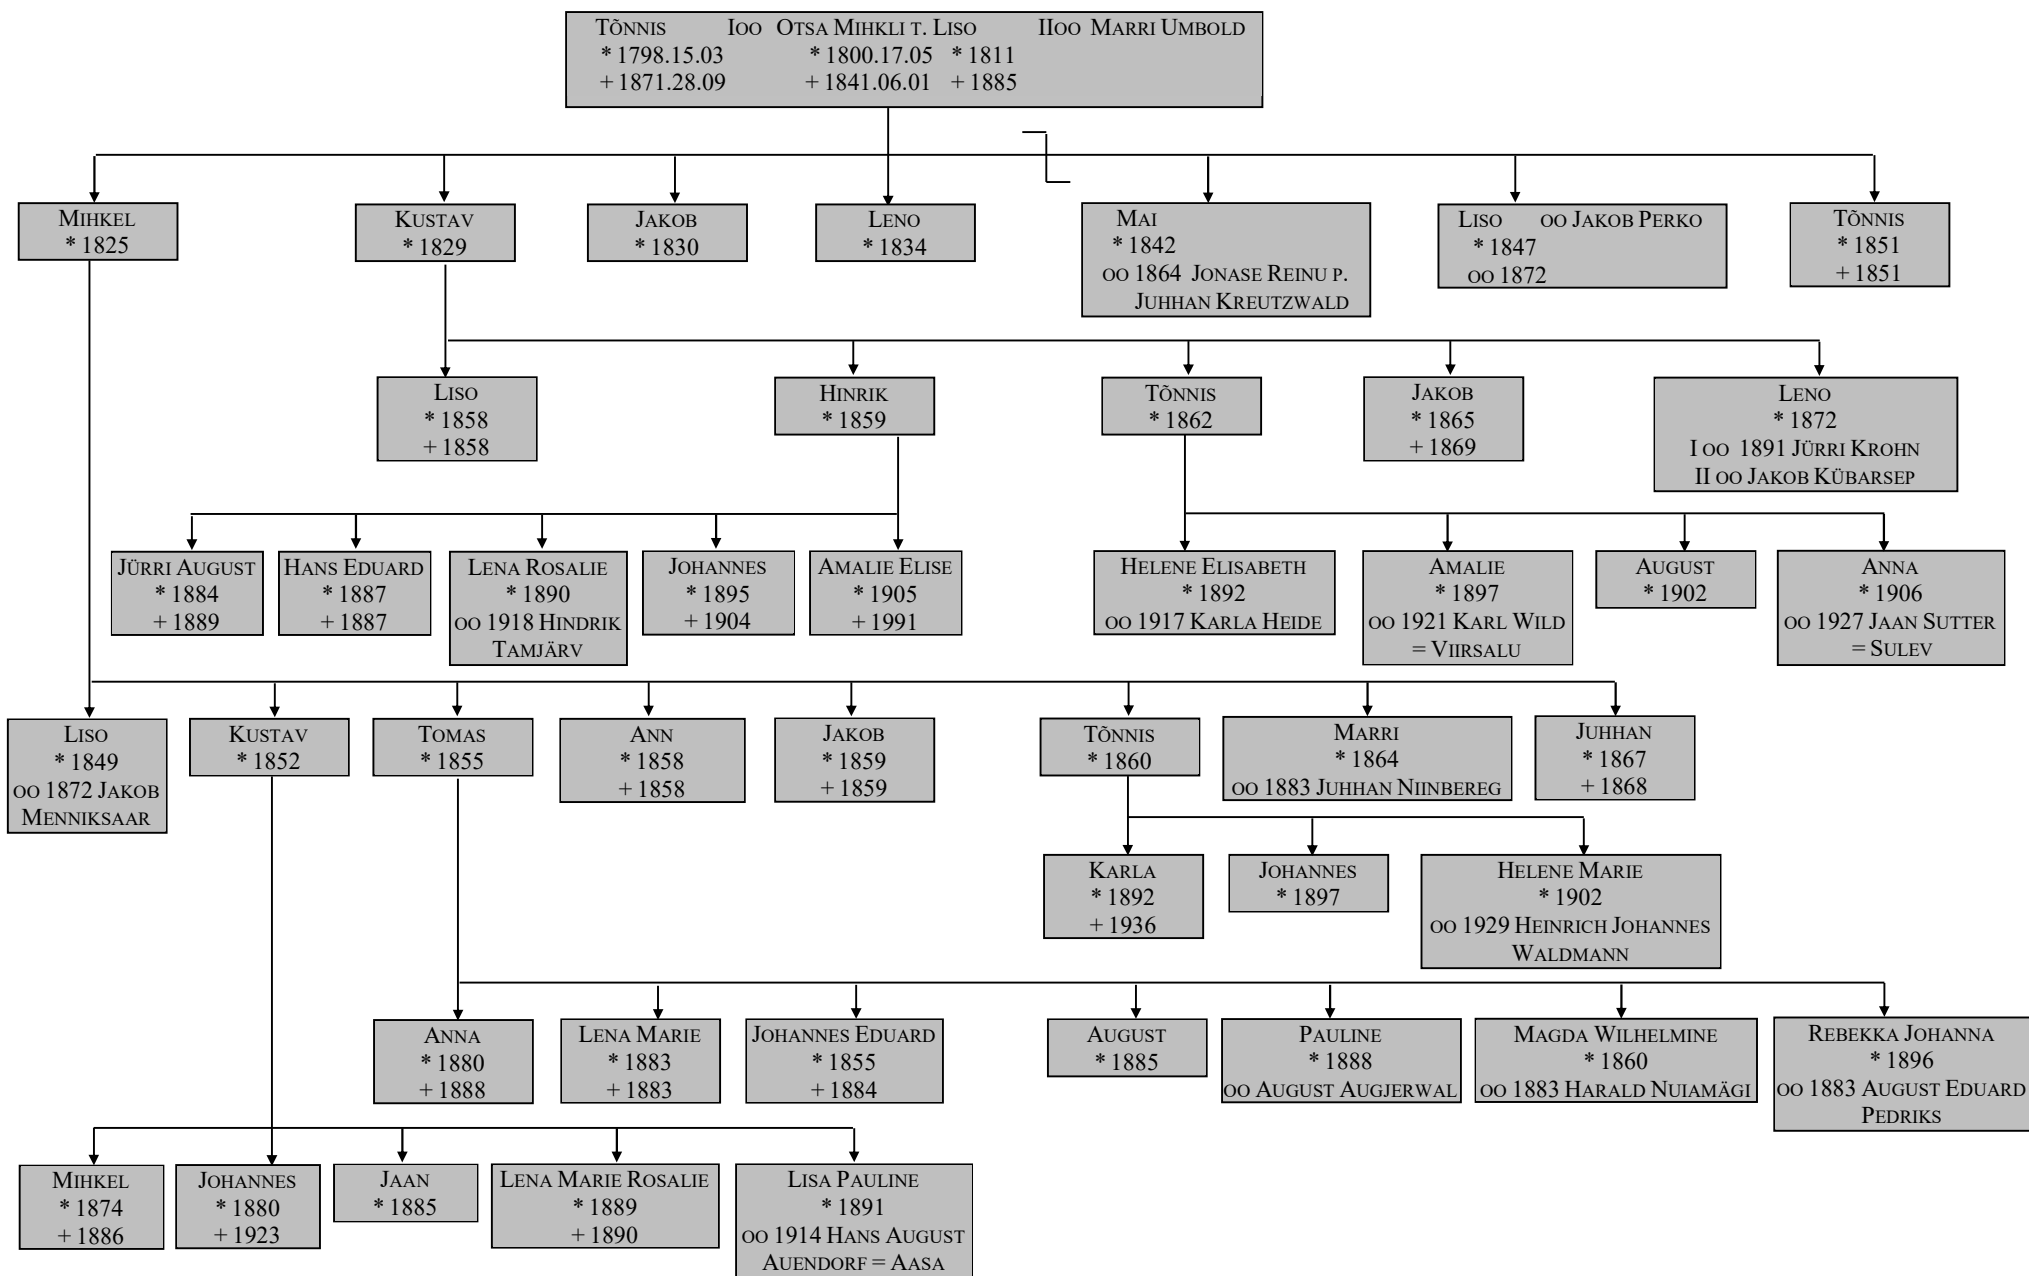 TÕNNIS IOO OTSA MIHKLI T. LISO IIOO MARRI UMBOLD
* 1798.15.03 * 1800.17.05 * 1811
+ 1871.28.09 + 1841.06.01 + 1885
MIHKEL
* 1825
KUSTAV
* 1829
JAKOB
* 1830
LENO
* 1834
MAI
* 1842
OO 1864 JONASE REINU P.
JUHHAN KREUTZWALD
LISO OO JAKOB PERKO
* 1847
OO 1872
TÕNNIS
* 1851
+ 1851
LISO
* 1858
+ 1858
HINRIK
* 1859
TÕNNIS
* 1862
JAKOB
* 1865
+ 1869
LENO
* 1872
I OO 1891 JÜRRI KROHN
II OO JAKOB KÜBARSEP
JÜRRI AUGUST
* 1884
+ 1889
HANS EDUARD
* 1887
+ 1887
LENA ROSALIE
* 1890
OO 1918 HINDRIK
TAMJÄRV
JOHANNES
* 1895
+ 1904
AMALIE ELISE
* 1905
+ 1991
HELENE ELISABETH
* 1892
OO 1917 KARLA HEIDE
AMALIE
* 1897
OO 1921 KARL WILD
= VIIRSALU
AUGUST
* 1902
ANNA
* 1906
OO 1927 JAAN SUTTER
= SULEV
LISO
* 1849
OO 1872 JAKOB
MENNIKSAAR
KUSTAV
* 1852
TOMAS
* 1855
ANN
* 1858
+ 1858
JAKOB
* 1859
+ 1859
TÕNNIS
* 1860
MARRI
* 1864
OO 1883 JUHHAN NIINBEREG
JUHHAN
* 1867
+ 1868
KARLA
* 1892
+ 1936
JOHANNES
* 1897
HELENE MARIE
* 1902
OO 1929 HEINRICH JOHANNES
WALDMANN
ANNA
* 1880
+ 1888
LENA MARIE
* 1883
+ 1883
JOHANNES EDUARD
* 1855
+ 1884
AUGUST
* 1885
PAULINE
* 1888
OO AUGUST AUGJERWAL
MAGDA WILHELMINE
* 1860
OO 1883 HARALD NUIAMÄGI
REBEKKA JOHANNA
* 1896
OO 1883 AUGUST EDUARD
PEDRIKS
MIHKEL
* 1874
+ 1886
JOHANNES
* 1880
+ 1923
JAAN
* 1885
LENA MARIE ROSALIE
* 1889
+ 1890
LISA PAULINE
* 1891
OO 1914 HANS AUGUST
AUENDORF = AASA